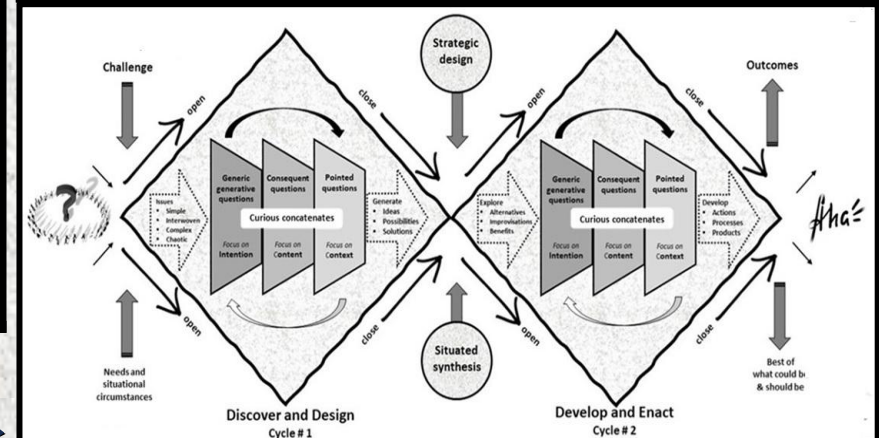 Challenge
open
?
Issues
• Simple
• Interwoven
• Complex
• Chaotic
open
Needs and
situational
circumstances
Generic
generative
questions
Consequent
questions
Pointed
questions
Curious concatenates
Focus on
Intention
Focus on
Content
Focus on
Context
close
Generate
• Ideas
• Possibilities
• Solutions
close
Discover and Design
Cycle # 1
Strategic
design
Situated
synthesis
open
Explore
• Alternatives
• Improvisations
• Benefits
open
Generic
generative
questions
Consequent
questions
Pointed
questions
Curious concatenates
Focus on
Intention
Focus on
Content
Focus on
Context
close
Develop
• Actions
• Processes
• Products
close
Develop and Enact
Cycle # 2
Outcomes
Aha
Best of
what could be
& should be